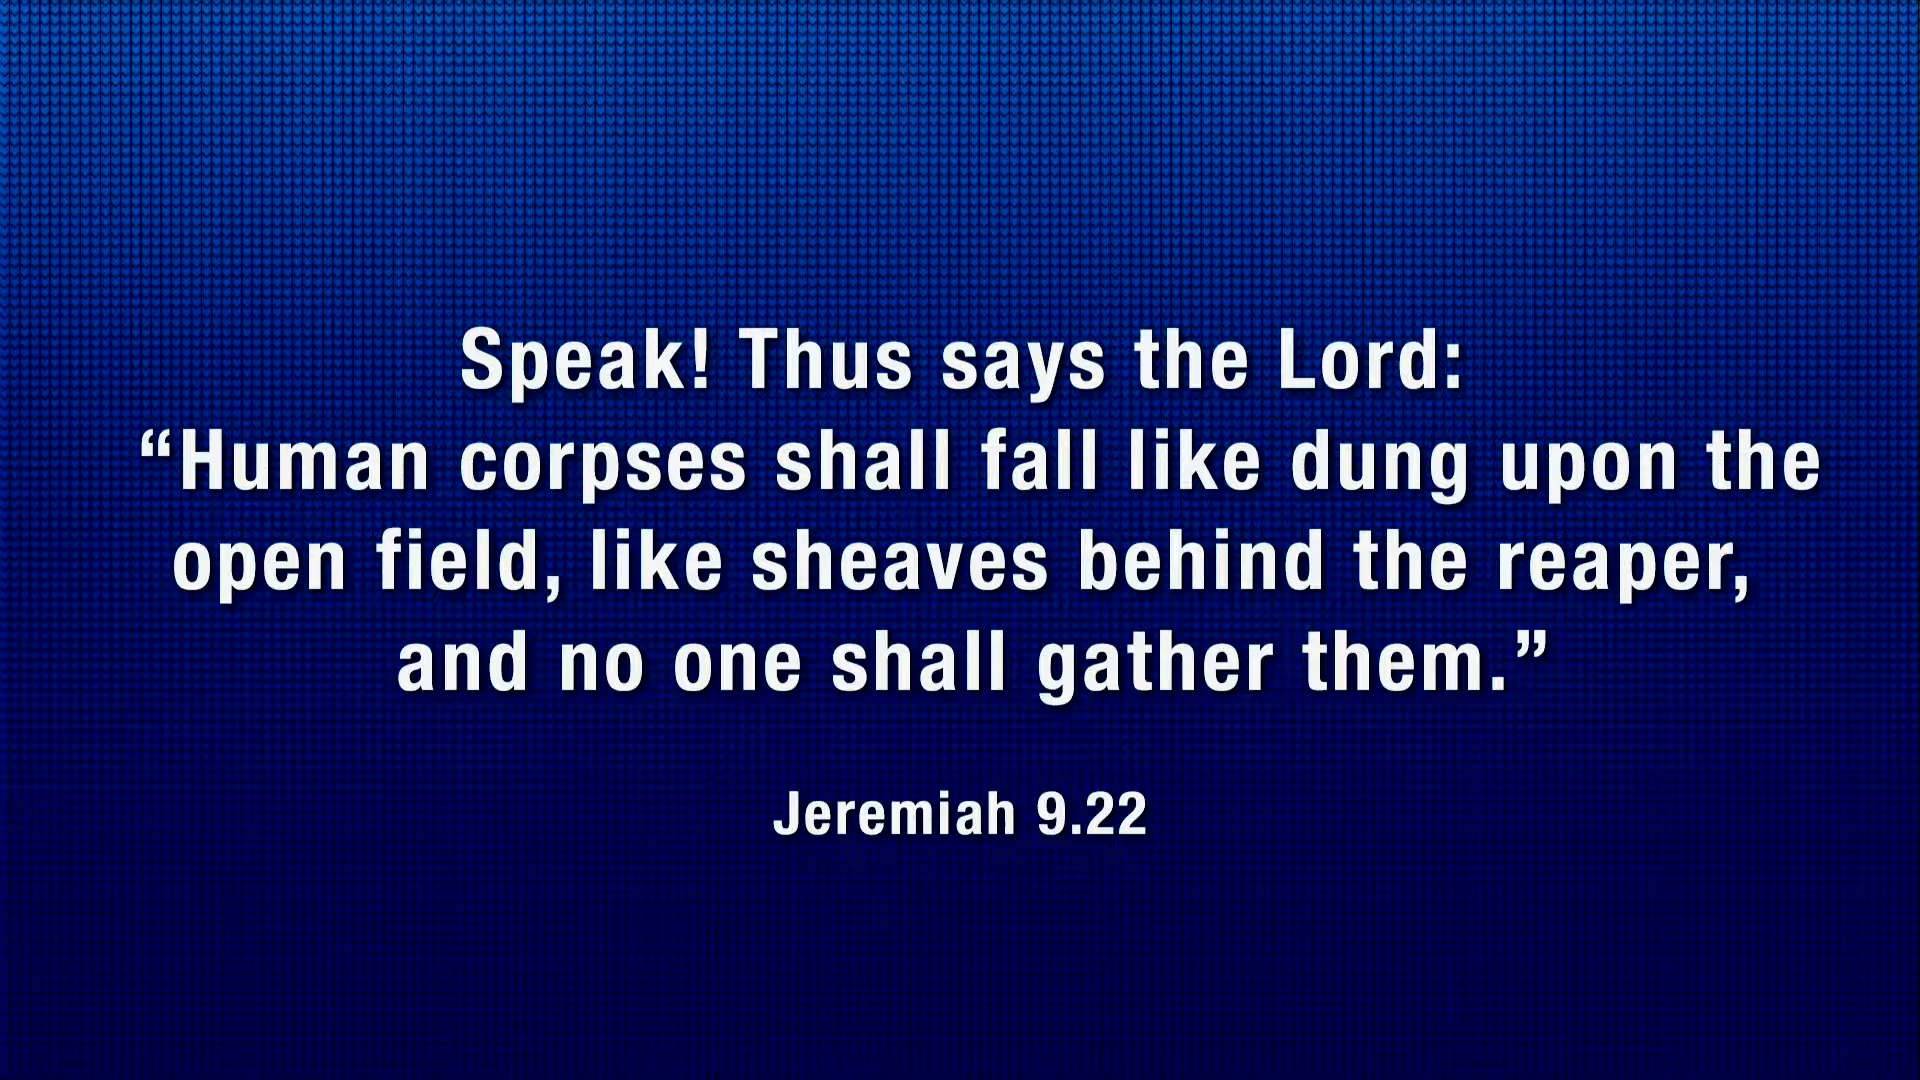 Speak! Thus says the Lord:
“Human corpses shall fall like dung upon the
open field, like sheaves behind the reaper,
and no one shall gather them.”
Jeremiah 9.22